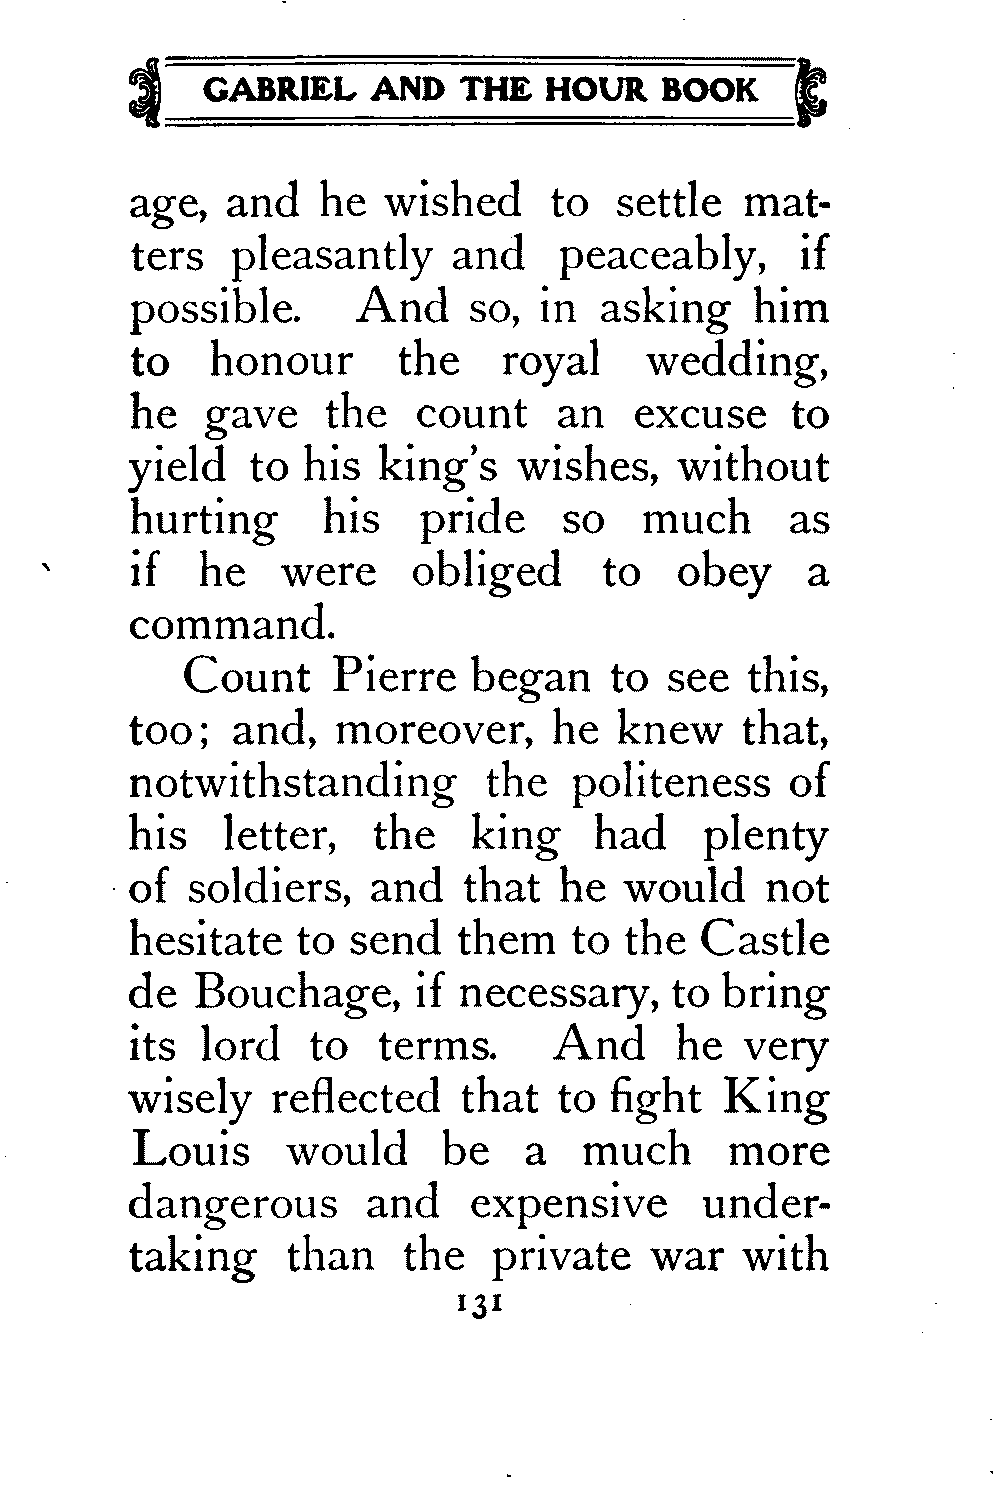 GABRIEL AND THE HOUR BOOK
age, and he wished to settle mat-
ters pleasantly and peaceably, if
possible. And so, in asking him
to honour the royal wedding,
he gave the count an excuse to
yield to his king's wishes, without
hurting his pride so much as
if he were obliged to obey a
command.
Count Pierre began to see this,
too; and, moreover, he knew that,
notwithstanding the politeness of
his letter, the king had plenty
of soldiers, and that he would not
hesitate to send them to the Castle
de Bouchage, if necessary, to bring
its lord to terms. And he very
wisely reflected that to fight King
Louis would be a much more
dangerous and expensive under-
taking than the private war with
131